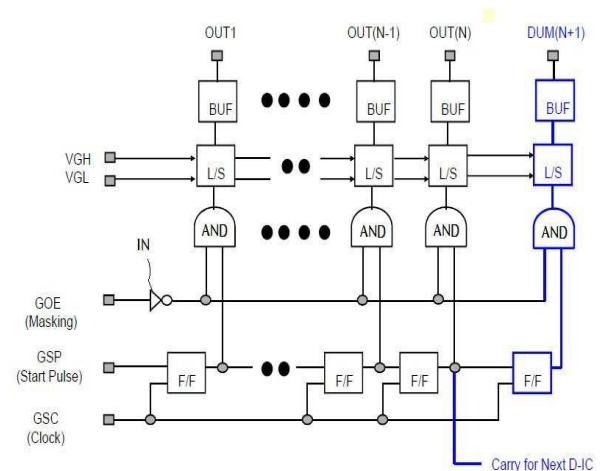 OUT1 OUT(N-1) OUT(N) DUM(N+1)
BUF BUF BUF BUF
VGH
VGL
L/S L/S L/S L/S
AND AND AND AND
IN
GOE
(Masking)
GSP
(Start Pulse)
F/F F/F F/F F/F
GSC
(Clock)
Carry for Next D-IC